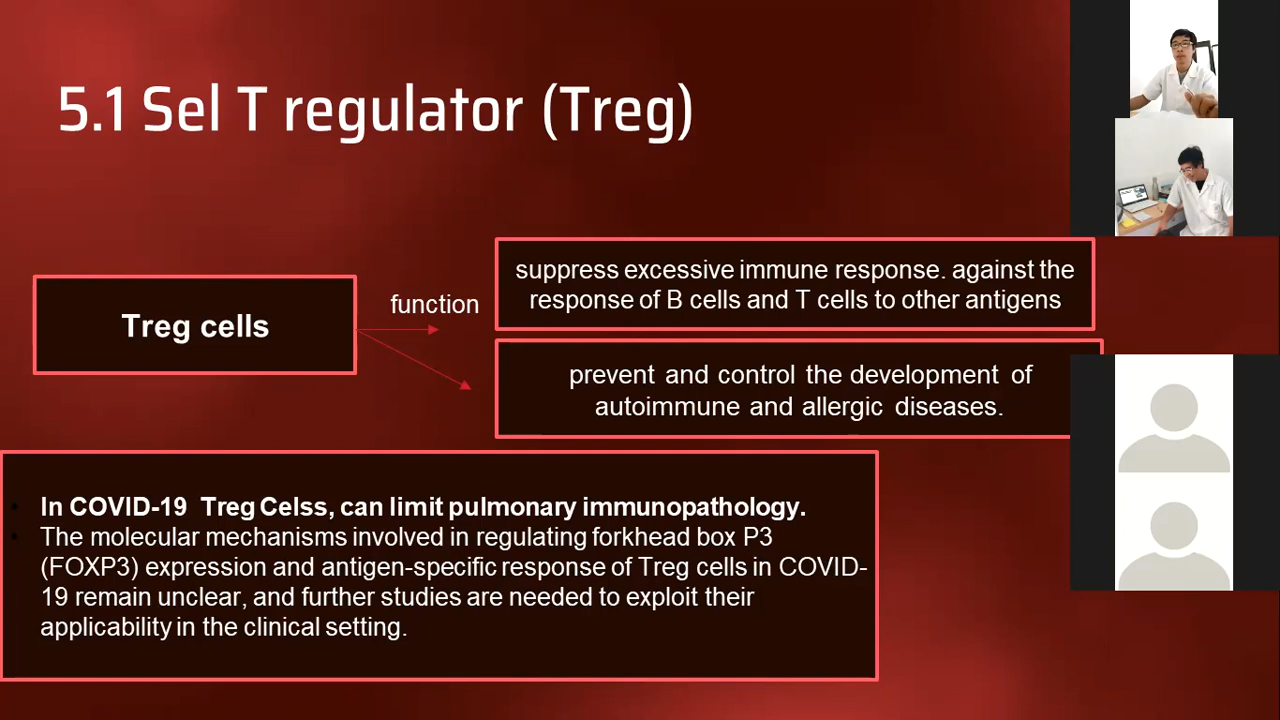 5.1 Sel T regulator (Treg)
Treg cells
function
suppress excessive immune response. against the
response of B cells and T cells to other antigens
prevent and control the development of
autoimmune and allergic diseases.
• In COVID-19 Treg Celss, can limit pulmonary immunopathology.
• The molecular mechanisms involved in regulating forkhead box P3
(FOXP3) expression and antigen-specific response of Treg cells in COVID-
19 remain unclear, and further studies are needed to exploit their
applicability in the clinical setting.